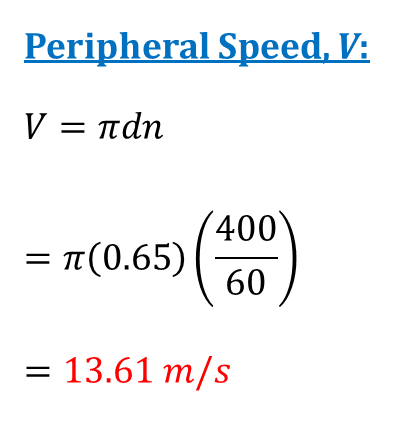 Peripheral Speed, V:
V = πdn
= π(0.65)(400/60)
= 13.61 m/s